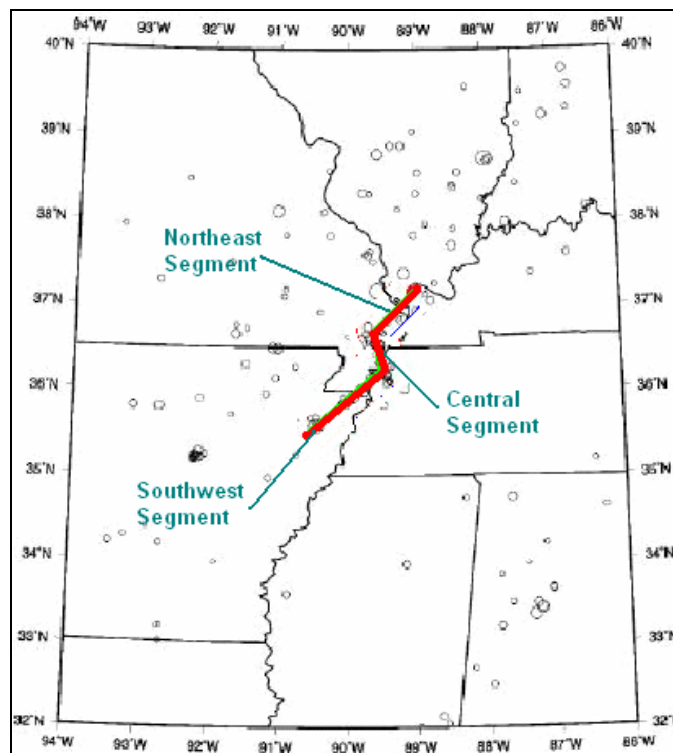 94°W 93°W 92°W 91°W 90°W 89°W 88°W 87°W 86°W
40°N 40°N
39°N 39°N
38°N 38°N
Northeast
Segment
37°N 37°N
36°N 36°N
Central
Segment
35°N 35°N
Southwest
Segment
34°N 34°N
33°N 33°N
32°N 32°N
94°W 93°W 92°W 91°W 90°W 89°W 88°W 87°W 86°W